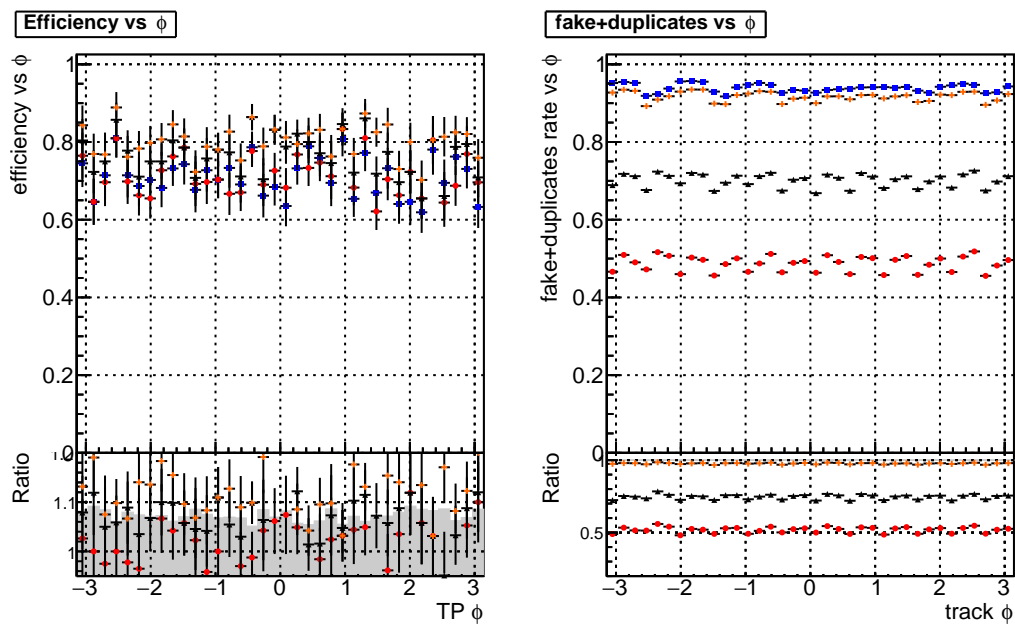 Efficiency vs ϕ
efficiency vs ϕ
1
0.8
0.6
0.4
0.2
0
Ratio
1.1
1
−3 −2 −1 0 1 2 3
TP ϕ
fake+duplicates vs ϕ
fake+duplicates rate vs ϕ
1
0.8
0.6
0.4
0.2
0
Ratio
1
0.5
−3 −2 −1 0 1 2 3
track ϕ